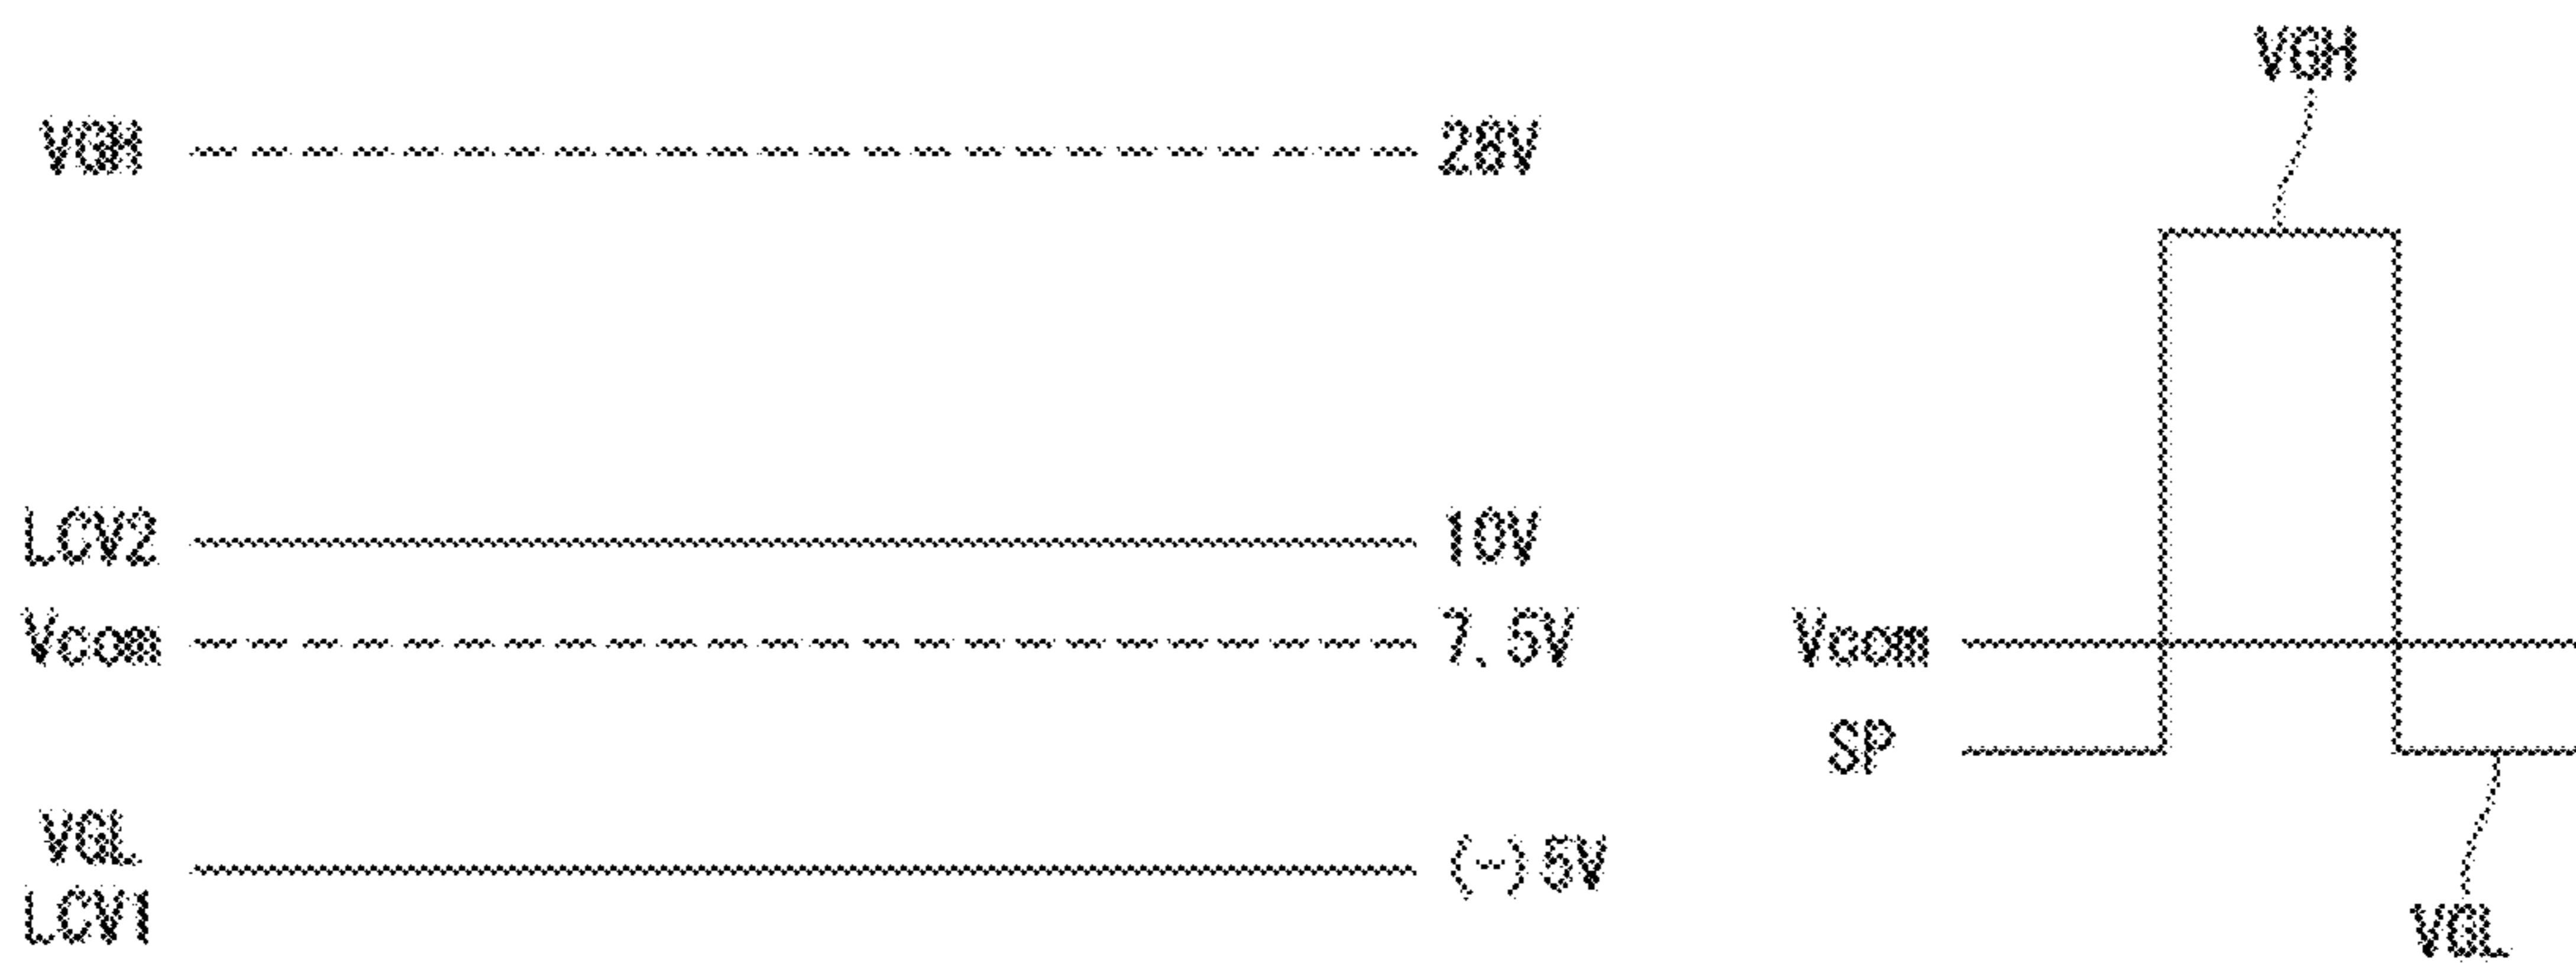 VGH 28V
LCV2 10V
Vcom 7.5V
VGL
LCV1
(-)5V
VGH
Vcom
SP
VGL